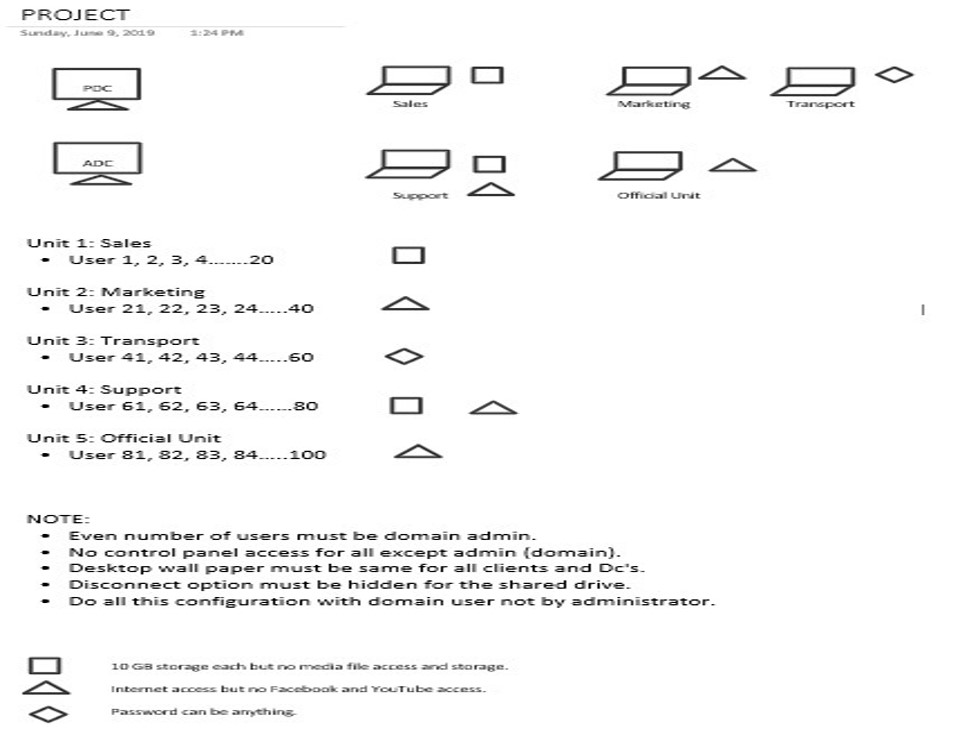 PROJECT
Sunday, June 9, 2019 1:24 PM
PDC
Sales
Marketing
Transport
ADC
Support
Official Unit
Unit 1: Sales
• User 1, 2, 3, 4.......20
Unit 2: Marketing
• User 21, 22, 23, 24.....40
Unit 3: Transport
• User 41, 42, 43, 44.....60
Unit 4: Support
• User 61, 62, 63, 64......80
Unit 5: Official Unit
• User 81, 82, 83, 84.....100
NOTE:
• Even number of users must be domain admin.
• No control panel access for all except admin (domain).
• Desktop wall paper must be same for all clients and Dc's.
• Disconnect option must be hidden for the shared drive.
• Do all this configuration with domain user not by administrator.
10 GB storage each but no media file access and storage.
Internet access but no Facebook and YouTube access.
Password can be anything.